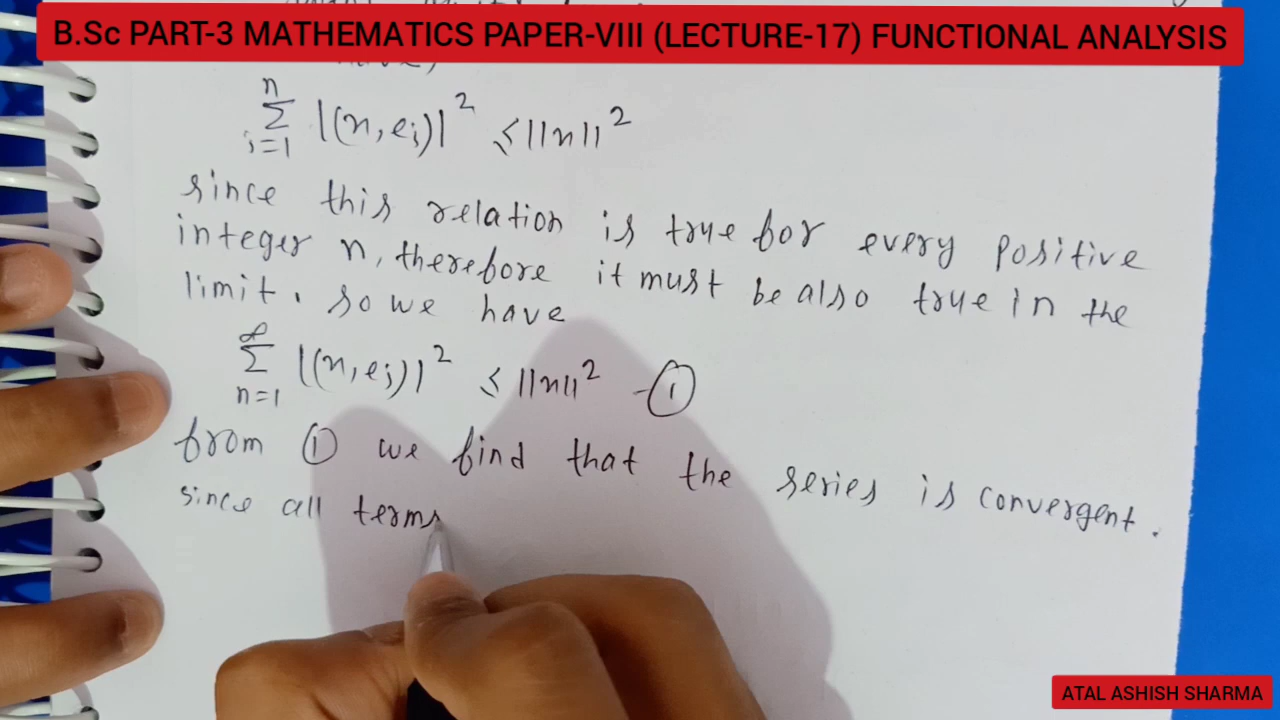 B.Sc PART-3 MATHEMATICS PAPER-VIII (LECTURE-17) FUNCTIONAL ANALYSIS
n
Σ |(n, ei)|² ≤ ||n||²
i=1
since this relation is true for every positive
integer n, therefore it must be also true in the
limit. so we have
∞
Σ |(n, ei)|² ≤ ||n||² - ①
n=1
from ① we find that the series is convergent.
since all terms
ATAL ASHISH SHARMA